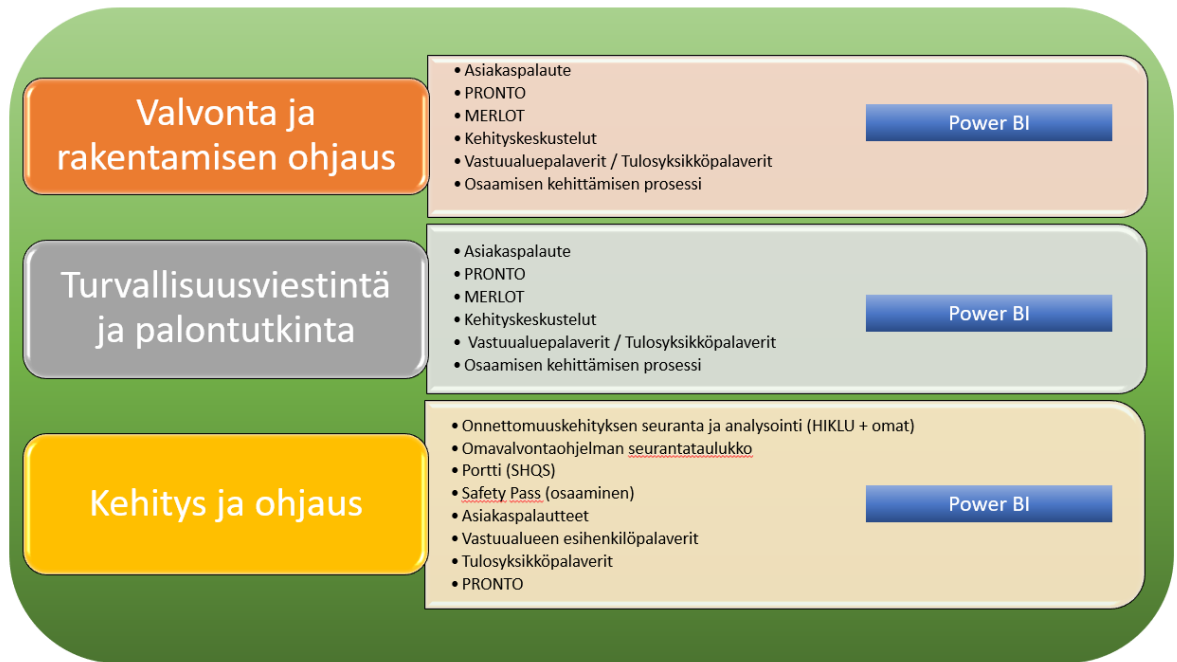 Valvonta ja
rakentamisen ohjaus
• Asiakaspalaute
• PRONTO
• MERLOT
• Kehityskeskustelut
• Vastuualuepalaverit / Tulosyksikköpalaverit
• Osaamisen kehittämisen prosessi
Power BI
Turvallisuusviestintä
ja palontutkinta
• Asiakaspalaute
• PRONTO
• MERLOT
• Kehityskeskustelut
• Vastuualuepalaverit / Tulosyksikköpalaverit
• Osaamisen kehittämisen prosessi
Power BI
Kehitys ja ohjaus
• Onnettomuuskehityksen seuranta ja analysointi (HIKLU + omat)
• Omavalvontaohjelman seurantataulukko
• Portti (SHQS)
• Safety Pass (osaaminen)
• Asiakaspalautteet
• Vastuualueen esihenkilöpalaverit
• Tulosyksikköpalaverit
• PRONTO
Power BI